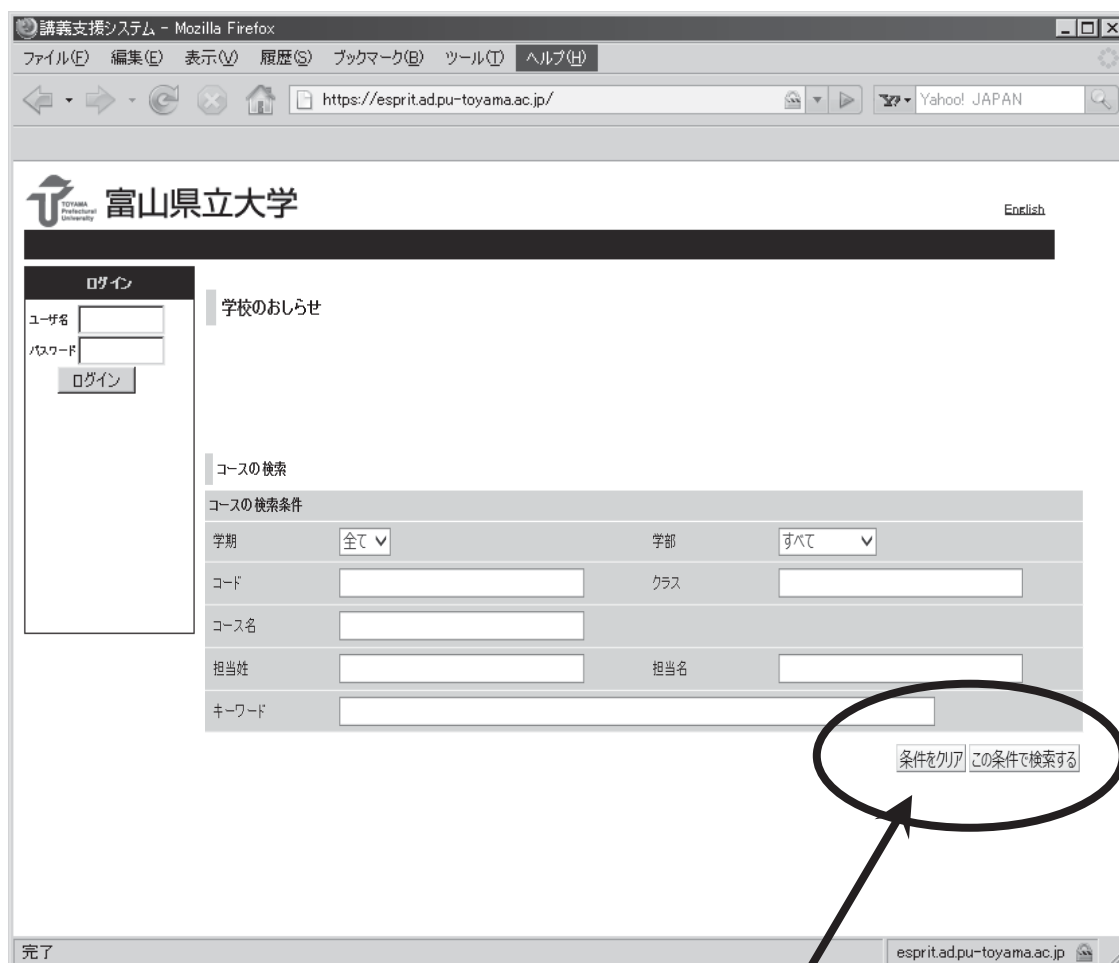 講義支援システム - Mozilla Firefox
ファイル(F) 編集(E) 表示(V) 履歴(S) ブックマーク(B) ツール(T) ヘルプ(H)
https://esprit.ad.pu-toyama.ac.jp/ Yahoo! JAPAN
TOYAMA Prefectural University 富山県立大学
English
ログイン
ユーザ名
パスワード
ログイン
学校のおしらせ
コースの検索
コースの検索条件
学期 全て 学部 すべて
コード クラス
コース名
担当姓 担当名
キーワード
条件をクリア この条件で検索する
完了 esprit.ad.pu-toyama.ac.jp